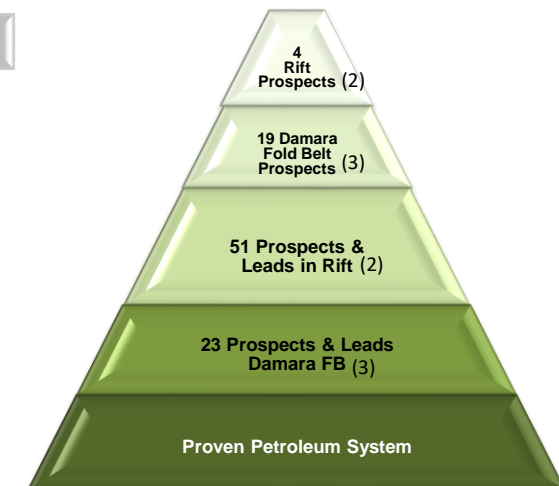 4
Rift
Prospects (2)
19 Damara
Fold Belt
Prospects (3)
51 Prospects &
Leads in Rift (2)
23 Prospects & Leads
Damara FB (3)
Proven Petroleum System